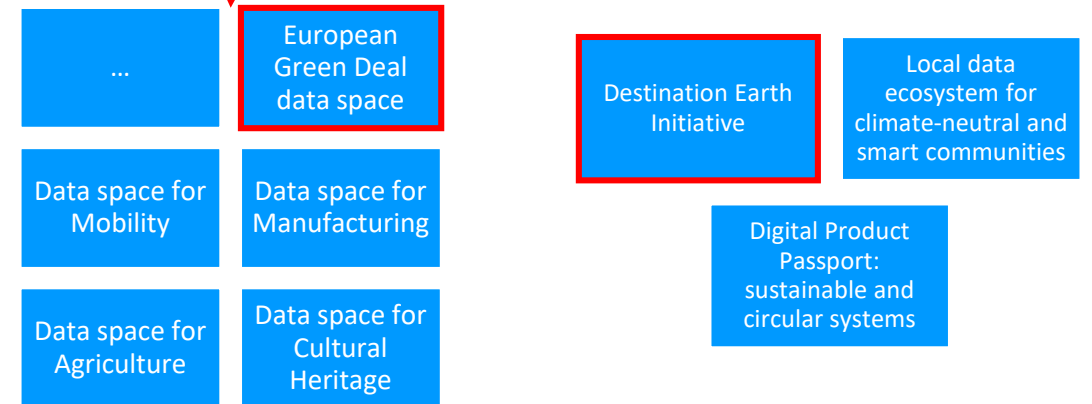 …
European
Green Deal
data space
Data space for
Mobility
Data space for
Manufacturing
Data space for
Agriculture
Data space for
Cultural
Heritage
Destination Earth
Initiative
Local data
ecosystem for
climate-neutral and
smart communities
Digital Product
Passport:
sustainable and
circular systems